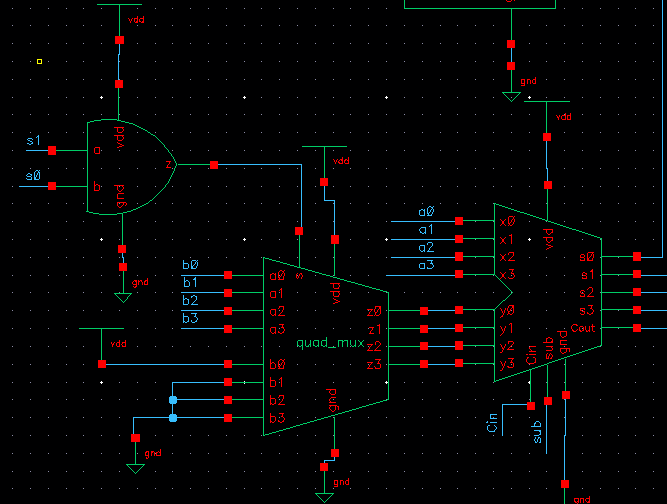 vdd
s1
a
vdd
z
s0
b
gnd
gnd
gnd
vdd
vdd
a0
a1
a2
a3
x0
x1
x2
x3
vdd
s0
s1
s2
s3
Cout
b0
b1
b2
b3
a0
a1
a2
a3
s
vdd
z0
z1
z2
z3
y0
y1
y2
y3
quad_mux
vdd
b0
b1
b2
b3
gnd
Cin
sub
gnd
Cin
sub
gnd
gnd
gnd